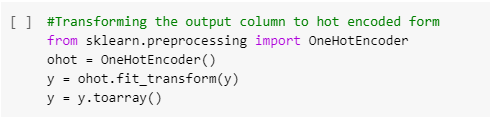 [ ] #Transforming the output column to hot encoded form
from sklearn.preprocessing import OneHotEncoder
ohot = OneHotEncoder()
y = ohot.fit_transform(y)
y = y.toarray()